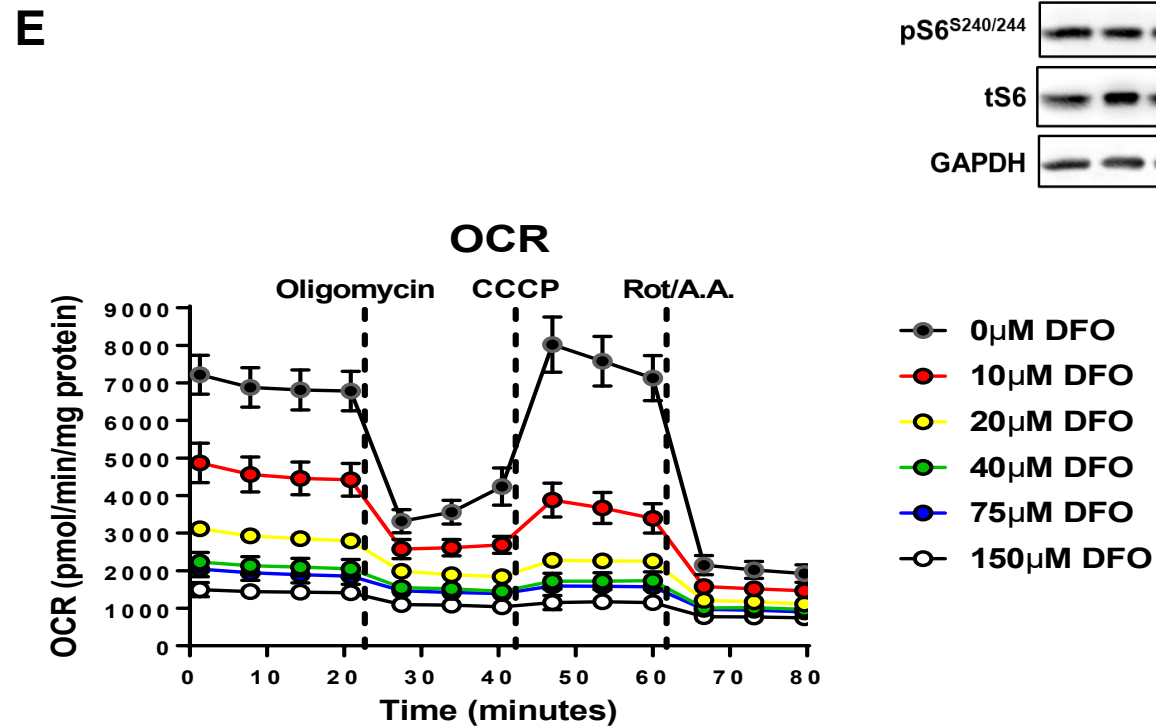 E
pS6S240/244
tS6
GAPDH
OCR
Oligomycin CCCP Rot/A.A.
OCR (pmol/min/mg protein)
9000
8000
7000
6000
5000
4000
3000
2000
1000
0
0 10 20 30 40 50 60 70 80
Time (minutes)
0μM DFO
10μM DFO
20μM DFO
40μM DFO
75μM DFO
150μM DFO